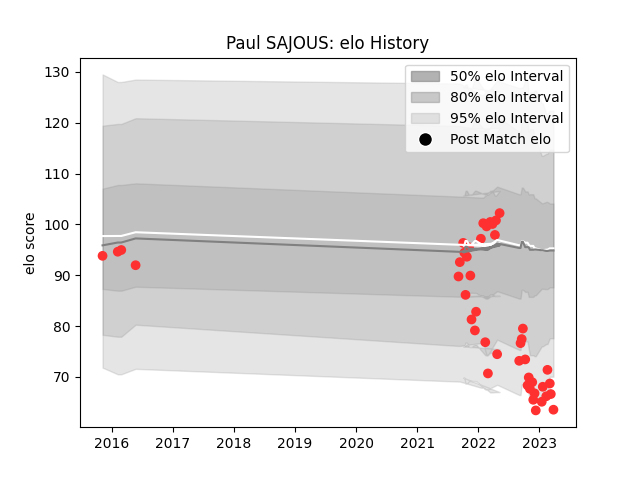 Paul SAJOUS: elo History
130
120
110
100
90
80
70
elo score
50% elo Interval
80% elo Interval
95% elo Interval
Post Match elo
2016
2017
2018
2019
2020
2021
2022
2023